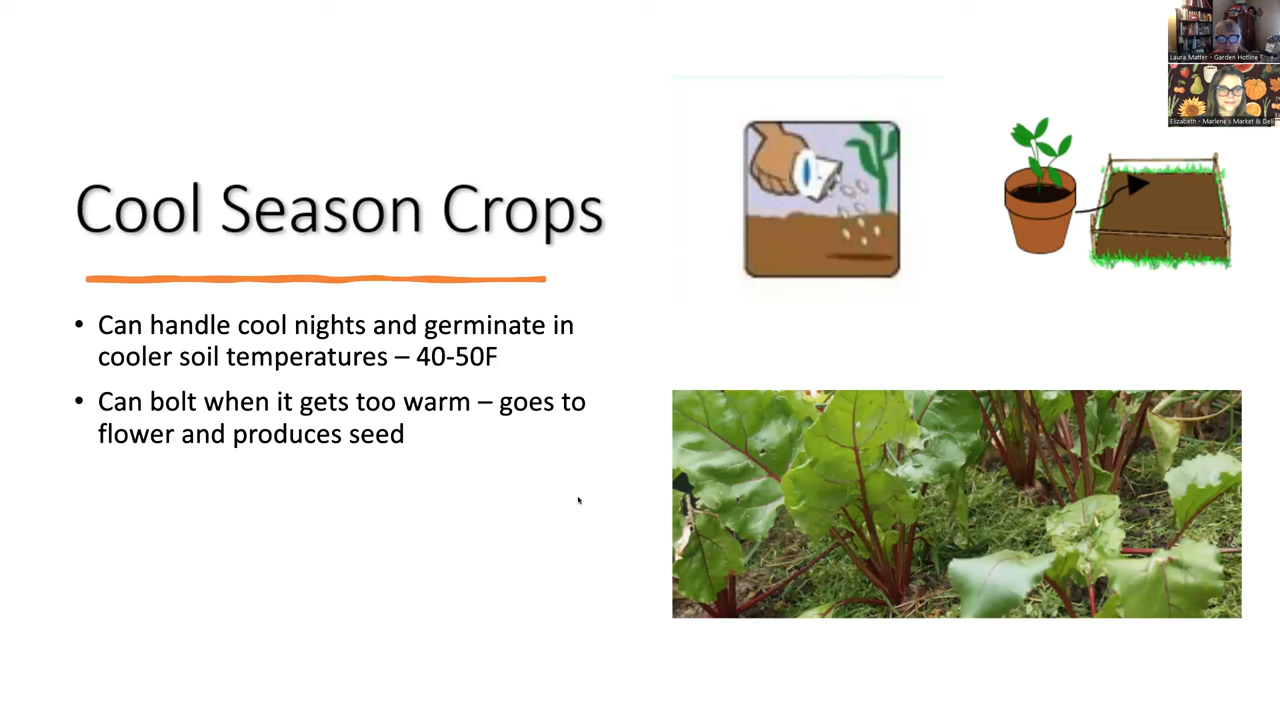 Laura Matter - Garden Hotline
Elizabeth - Marlene's Market & Deli
Cool Season Crops
• Can handle cool nights and germinate in
cooler soil temperatures – 40-50F
• Can bolt when it gets too warm – goes to
flower and produces seed